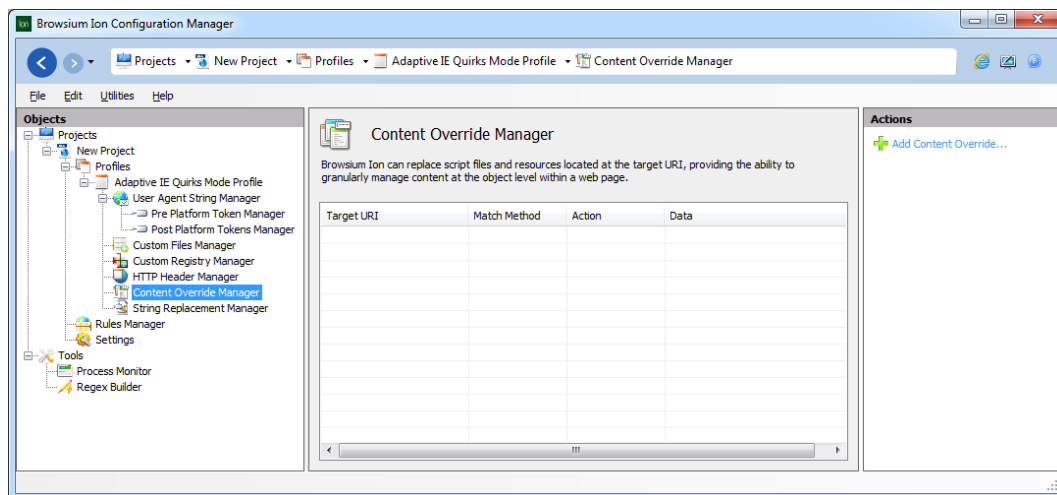 Ion Browsium Ion Configuration Manager
Projects New Project Profiles Adaptive IE Quirks Mode Profile Content Override Manager
File Edit Utilities Help
Objects
Projects
New Project
Profiles
Adaptive IE Quirks Mode Profile
User Agent String Manager
Pre Platform Token Manager
Post Platform Tokens Manager
Custom Files Manager
Custom Registry Manager
HTTP Header Manager
Content Override Manager
String Replacement Manager
Rules Manager
Settings
Tools
Process Monitor
Regex Builder
Content Override Manager
Browsium Ion can replace script files and resources located at the target URI, providing the ability to
granularly manage content at the object level within a web page.
Target URI Match Method Action Data
Actions
Add Content Override...